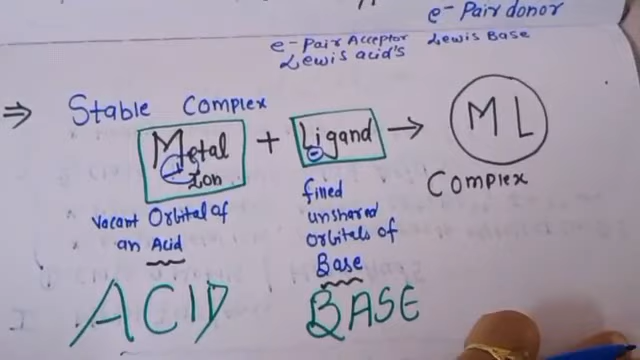 e- Pair donor
e- Pair Acceptor Lewis Base
Lewis acid's
⇒ Stable Complex
Metal Ion + Ligand → ML
Complex
Vacant Orbital of
an Acid
filled
unshared
orbitals of
Base
ACID BASE